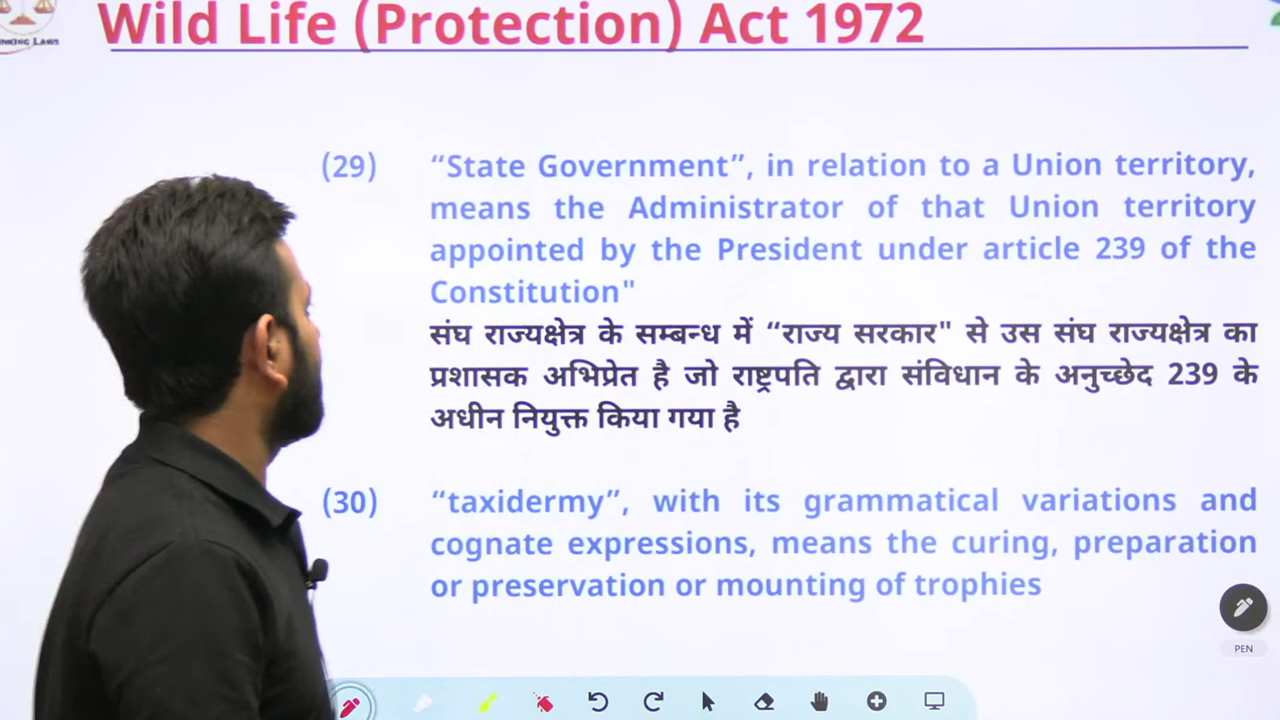 Wild Life (Protection) Act 1972
NKING LAWS
(29) “State Government”, in relation to a Union territory,
means the Administrator of that Union territory
appointed by the President under article 239 of the
Constitution"
संघ राज्यक्षेत्र के सम्बन्ध में “राज्य सरकार" से उस संघ राज्यक्षेत्र का
प्रशासक अभिप्रेत है जो राष्ट्रपति द्वारा संविधान के अनुच्छेद 239 के
अधीन नियुक्त किया गया है
(30) “taxidermy”, with its grammatical variations and
cognate expressions, means the curing, preparation
or preservation or mounting of trophies
PEN